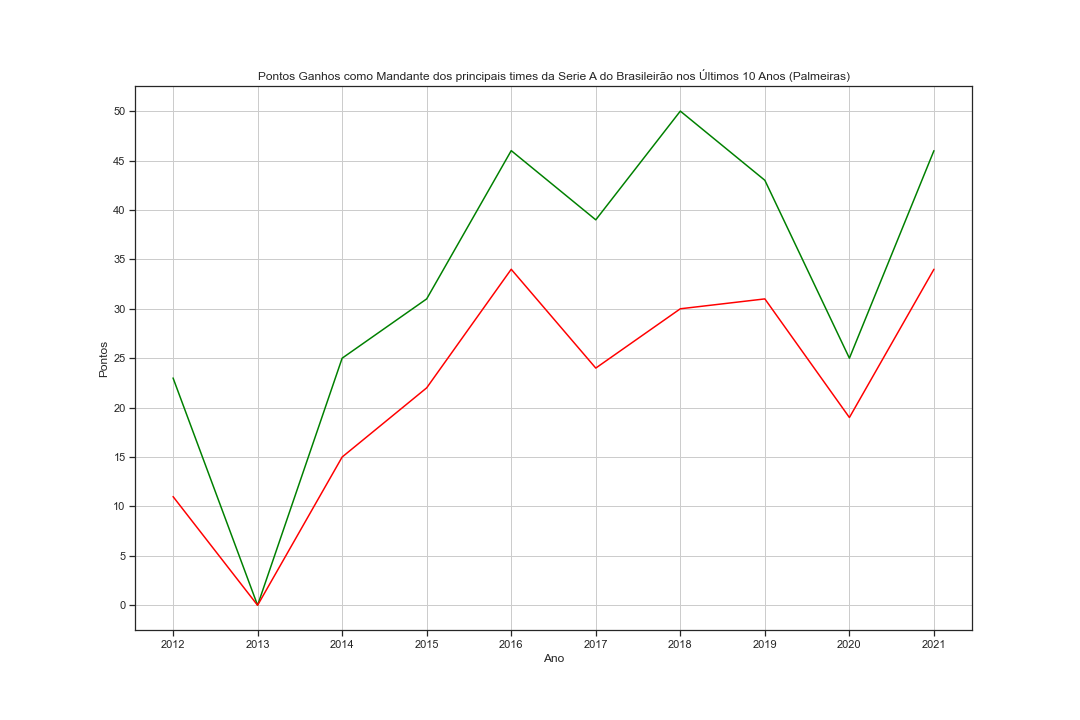 Pontos Ganhos como Mandante dos principais times da Serie A do Brasileirão nos Últimos 10 Anos (Palmeiras)
50
45
40
35
30
25
20
15
10
5
0
Pontos
2012 2013 2014 2015 2016 2017 2018 2019 2020 2021
Ano